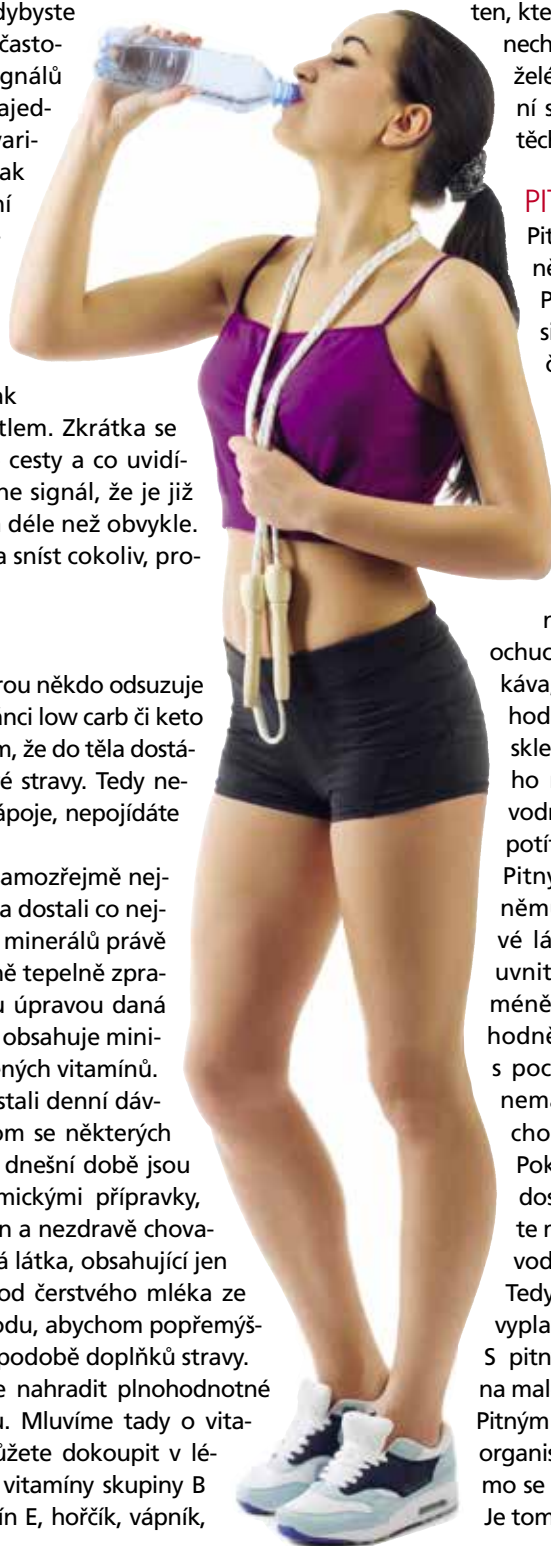 dybyste
často-
gnálů
ajed-
vari-
ak
ní
ak
tlem. Zkrátka se
cesty a co uvidí-
ne signál, že je již
déle než obvykle.
a sníst cokoliv, pro-
rou někdo odsuzuje
nci low carb či keto
m, že do těla dostá-
é stravy. Tedy ne-
ápoje, nepojídáte
amozřejmě nej-
a dostali co nej-
minerálů právě
ně tepelně zpra-
u úpravou daná
obsahuje mini-
ených vitamínů.
stali denní dáv-
om se některých
dnešní době jsou
mickými přípravky,
n a nezdravě chova-
á látka, obsahující jen
od čerstvého mléka ze
odu, abychom popřemýš-
podobě doplňků stravy.
e nahradit plnohodnotné
u. Mluvíme tady o vita-
ůžete dokoupit v lé-
vitamíny skupiny B
ín E, hořčík, vápník,
ten, kte
nech
želé
ní s
těch
PIT
Pit
ně
P
si
č
ochuc
káva,
hod
skle
ho
vodn
potít
Pitný
něm
vé lá
uvnit
méně
hodně
s poc
nemá
cho
Pok
dos
te n
vod
Tedy
vypla
S pitn
na mal
Pitným
organis
mo se
Je tom